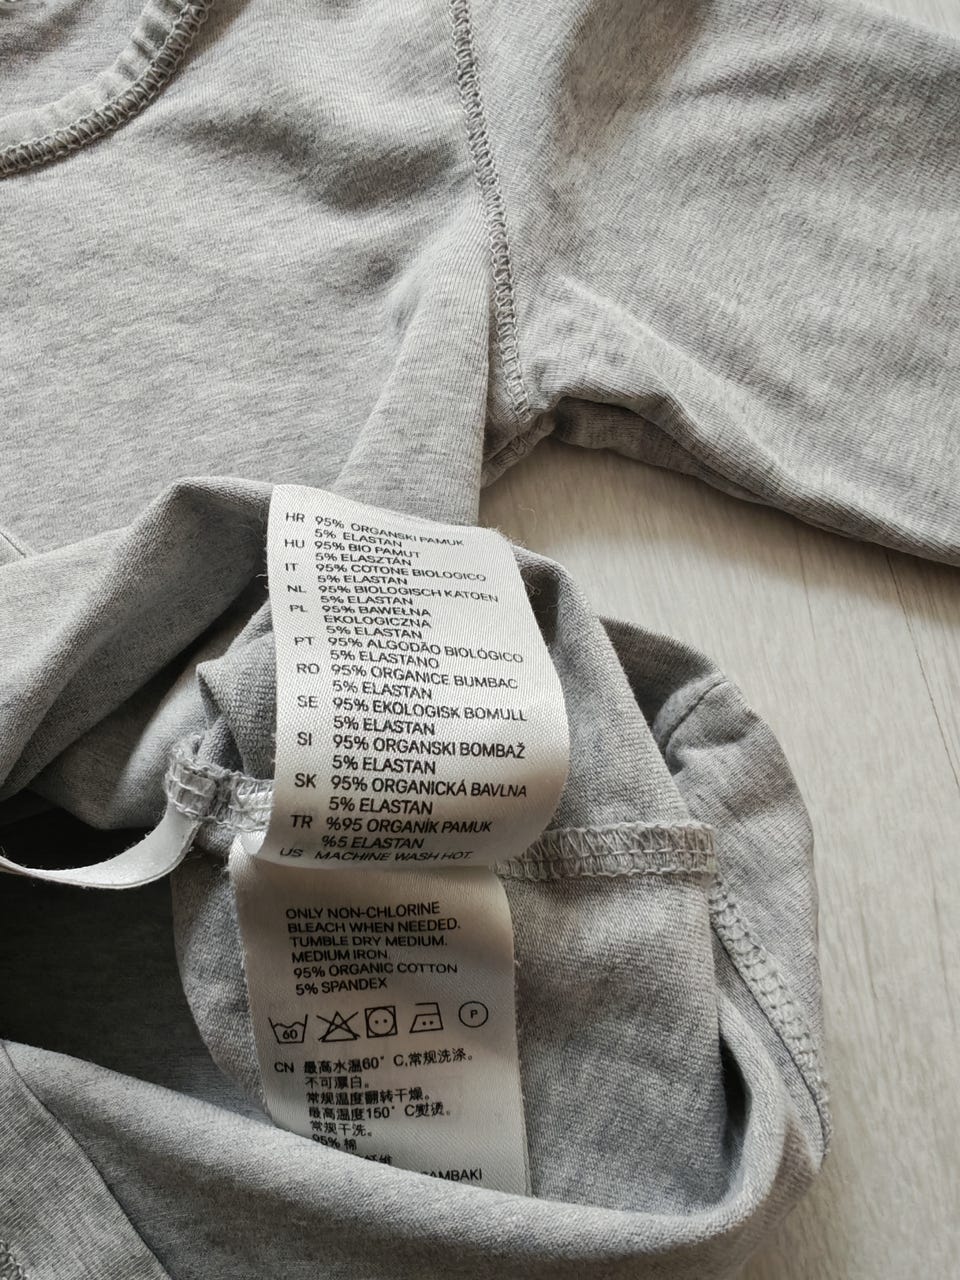 HR 95% ORGANSKI PAMUK
5% ELASTAN
HU 95% BIO PAMUT
5% ELASZTÁN
IT 95% COTONE BIOLOGICO
5% ELASTAN
NL 95% BIOLOGISCH KATOEN
5% ELASTAN
PL 95% BAWEŁNA
EKOLOGICZNA
5% ELASTAN
PT 95% ALGODÃO BIOLÓGICO
5% ELASTANO
RO 95% ORGANICE BUMBAC
5% ELASTAN
SE 95% EKOLOGISK BOMULL
5% ELASTAN
SI 95% ORGANSKI BOMBAŽ
5% ELASTAN
SK 95% ORGANICKÁ BAVLNA
5% ELASTAN
TR %95 ORGANİK PAMUK
%5 ELASTAN
US MACHINE WASH HOT.
ONLY NON-CHLORINE
BLEACH WHEN NEEDED.
TUMBLE DRY MEDIUM.
MEDIUM IRON.
95% ORGANIC COTTON
5% SPANDEX
60 P
CN 最高水温60° C,常规洗涤。
不可漂白。
常规温度翻转干燥。
最高温度150° C熨烫。
常规干洗。
95% 棉
纤维